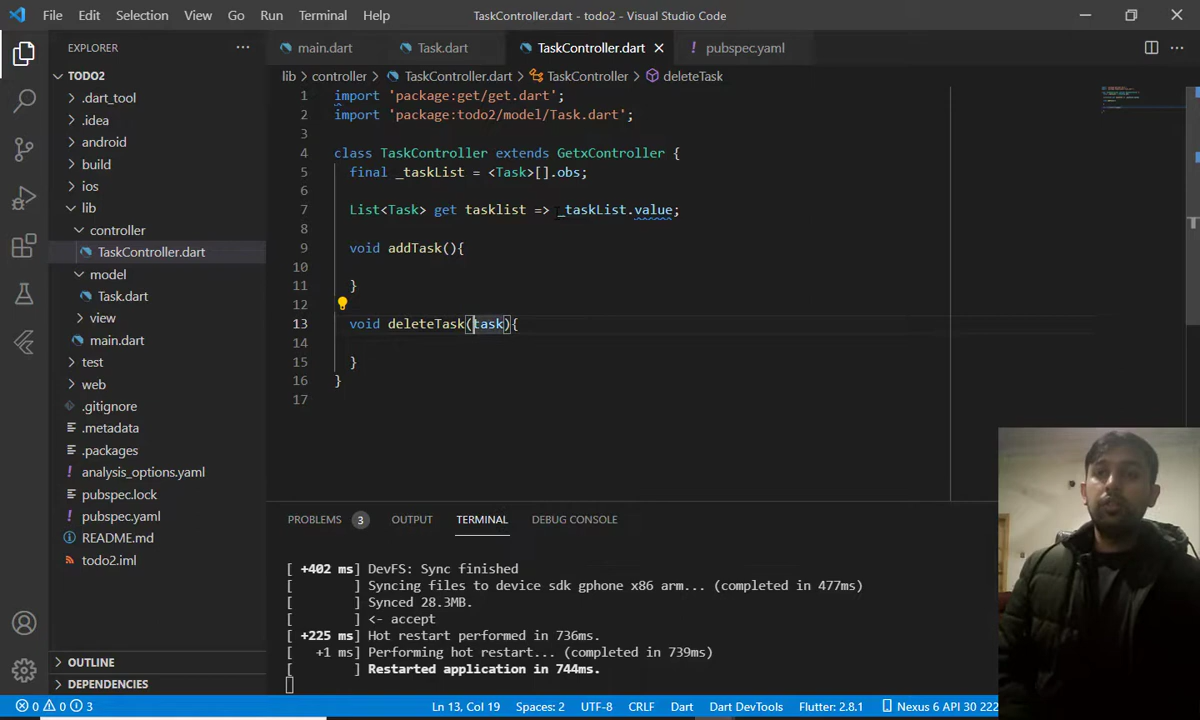 File Edit Selection View Go Run Terminal Help TaskController.dart - todo2 - Visual Studio Code
EXPLORER
TODO2
.dart_tool
.idea
android
build
ios
lib
controller
TaskController.dart
model
Task.dart
view
main.dart
test
web
.gitignore
.metadata
.packages
analysis_options.yaml
pubspec.lock
pubspec.yaml
README.md
todo2.iml
OUTLINE
DEPENDENCIES
main.dart Task.dart TaskController.dart pubspec.yaml
lib controller TaskController.dart TaskController deleteTask
1 import 'package:get/get.dart';
2 import 'package:todo2/model/Task.dart';
3
4 class TaskController extends GetxController {
5 final _taskList = <Task>[].obs;
6
7 List<Task> get tasklist => _taskList.value;
8
9 void addTask(){
10
11 }
12
13 void deleteTask(task){
14
15 }
16 }
17
PROBLEMS 3 OUTPUT TERMINAL DEBUG CONSOLE
[ +402 ms] DevFS: Sync finished
[ ] Syncing files to device sdk gphone x86 arm... (completed in 477ms)
[ ] Synced 28.3MB.
[ ] <- accept
[ +225 ms] Hot restart performed in 736ms.
[ +1 ms] Performing hot restart... (completed in 739ms)
[ ] Restarted application in 744ms.
0 0 3 Ln 13, Col 19 Spaces: 2 UTF-8 CRLF Dart Dart DevTools Flutter: 2.8.1 Nexus 6 API 30 222